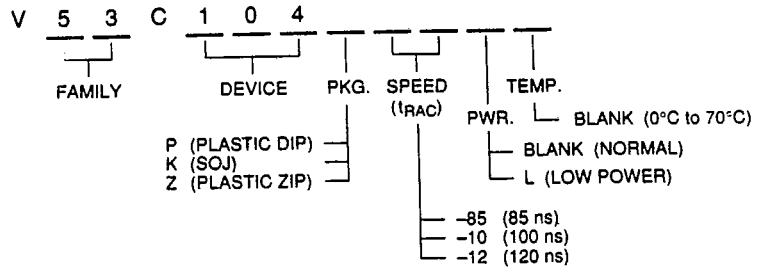 V 5 3 C 1 0 4
FAMILY DEVICE PKG. SPEED TEMP.
(tRAC) PWR. BLANK (0°C to 70°C)
P (PLASTIC DIP) BLANK (NORMAL)
K (SOJ)
Z (PLASTIC ZIP) L (LOW POWER)
–85 (85 ns)
–10 (100 ns)
–12 (120 ns)